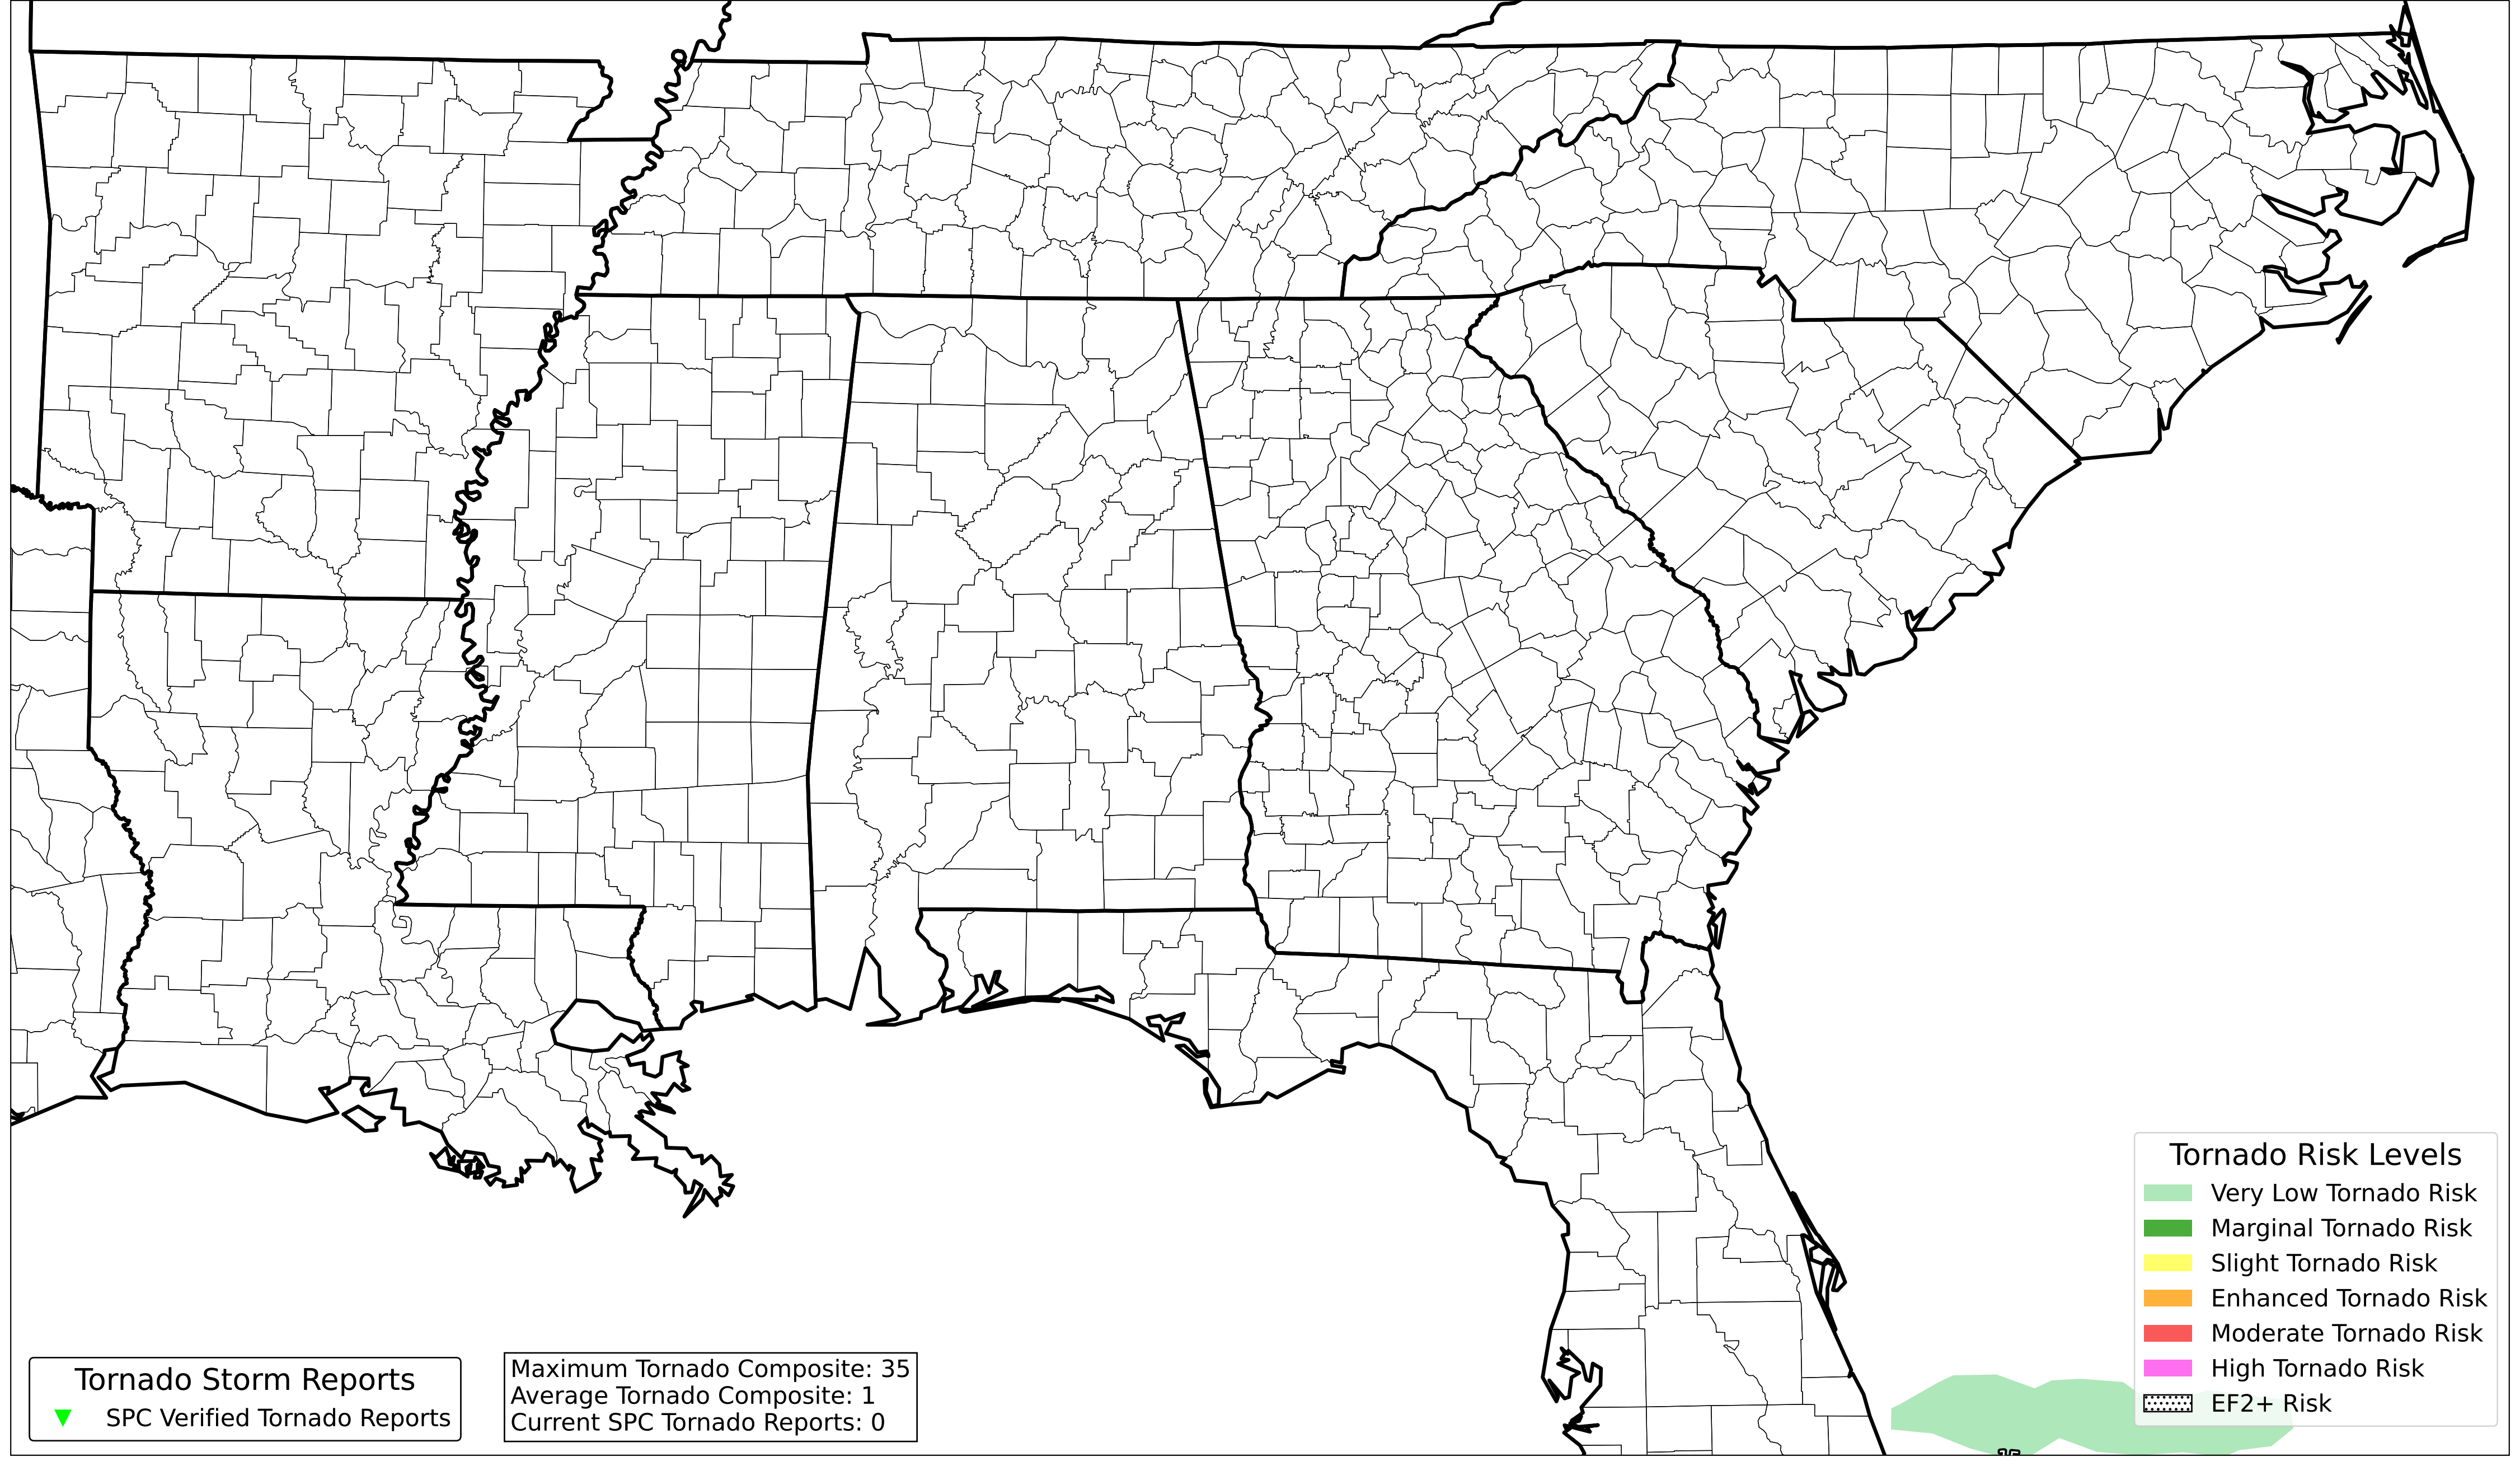 Tornado Risk Levels
Very Low Tornado Risk
Marginal Tornado Risk
Slight Tornado Risk
Enhanced Tornado Risk
Moderate Tornado Risk
High Tornado Risk
EF2+ Risk
Tornado Storm Reports
SPC Verified Tornado Reports
Maximum Tornado Composite: 35
Average Tornado Composite: 1
Current SPC Tornado Reports: 0